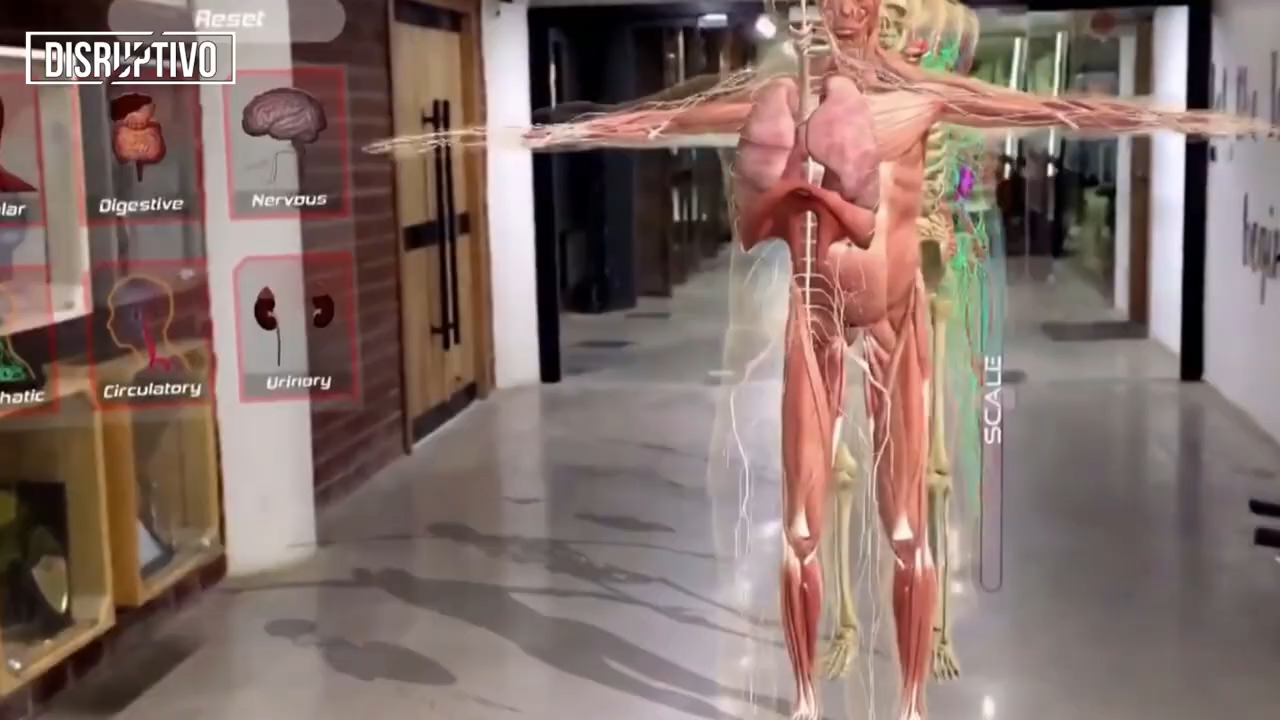 Reset
DISRUPTIVO
lar
Digestive
Nervous
hatic
Circulatory
Urinary
SCALE